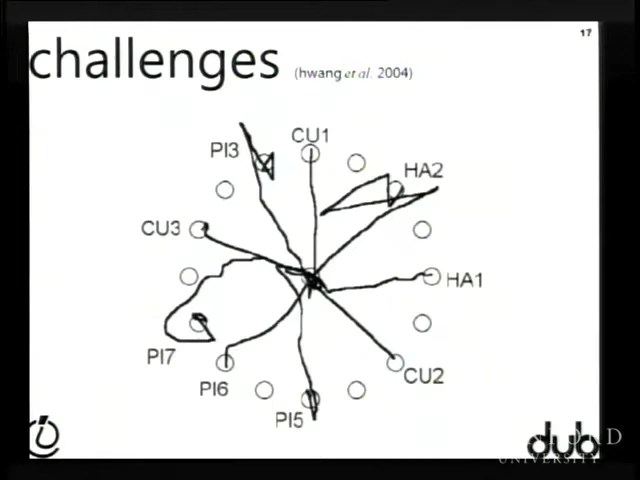 17
challenges (hwang et al. 2004)
CU1
PI3
HA2
CU3
HA1
PI7
PI6
CU2
PI5
dub
UNIVERSITY